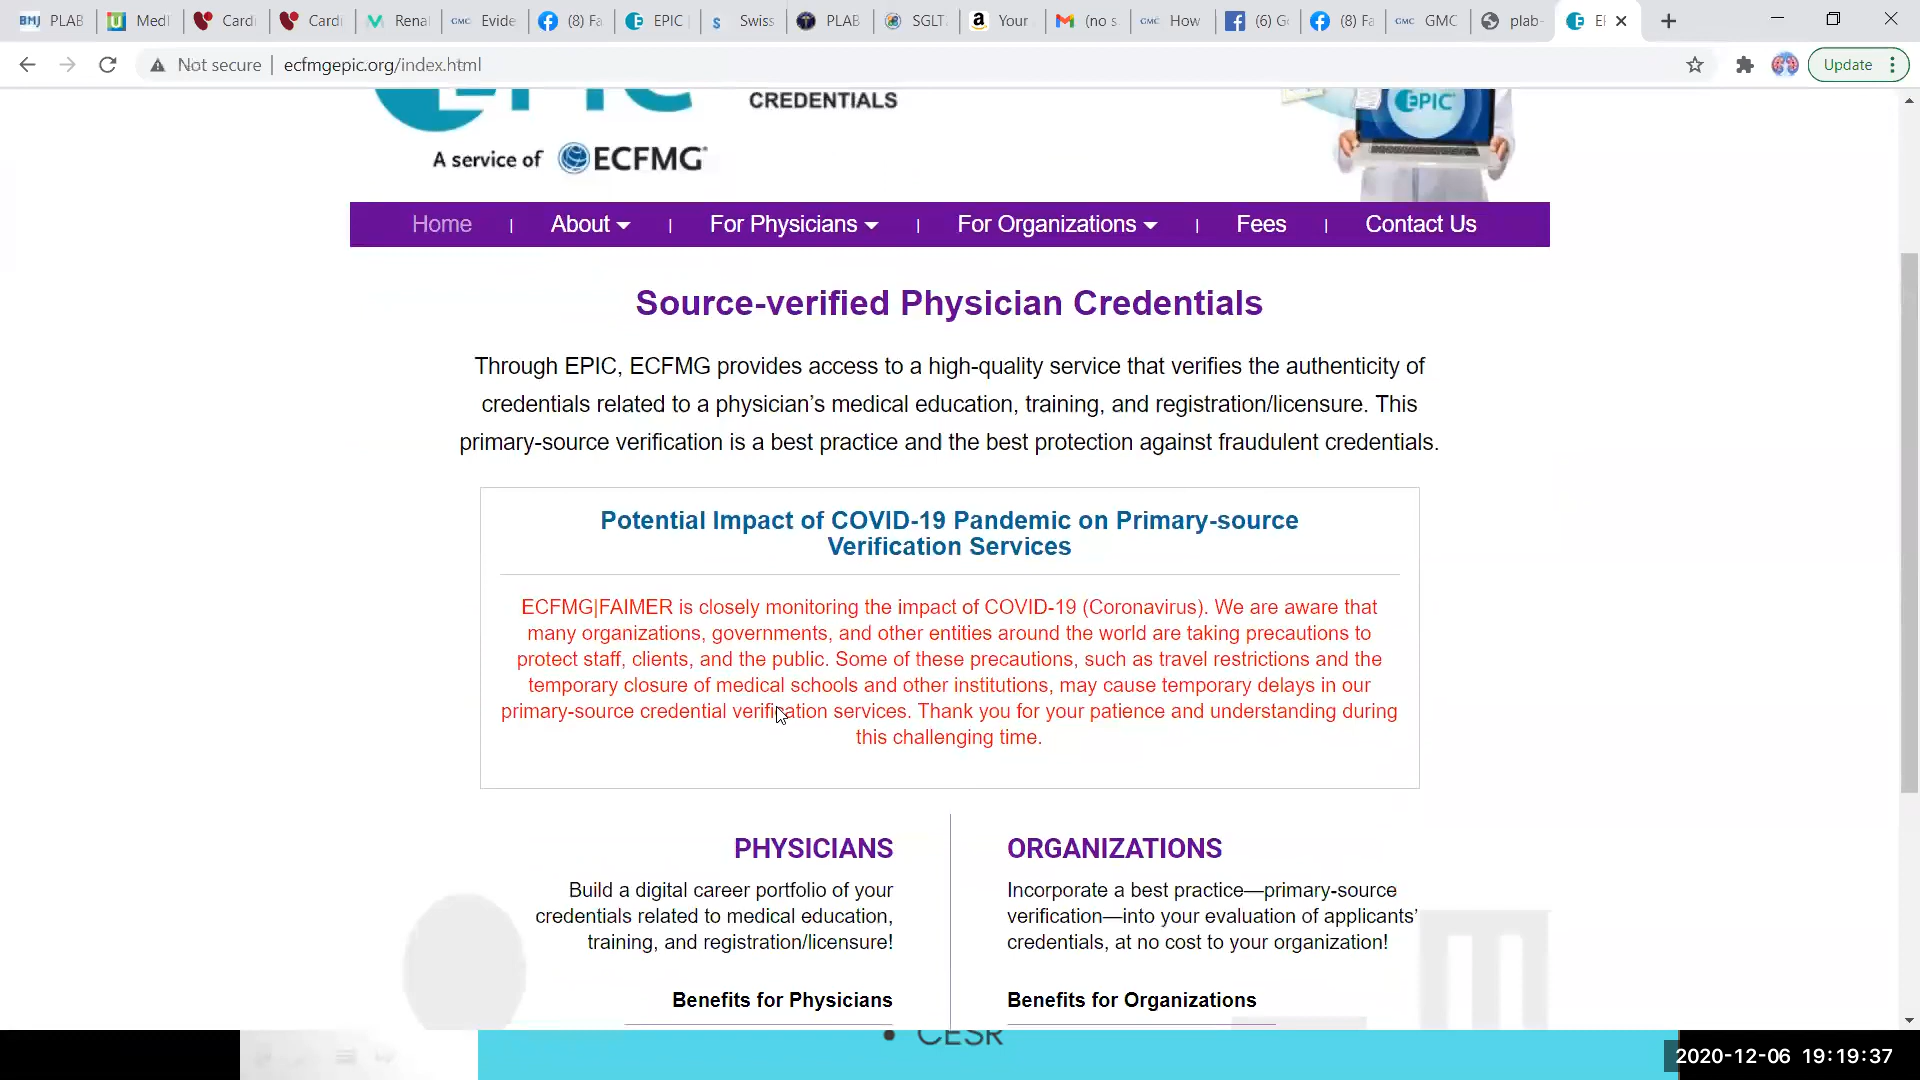 BMJ PLAB
Medl
Cardi
Cardi
Rena
GMC Evide
(8) Fa
EPIC
Swiss
PLAB
SGLT
Your
(no s
GMC How
(6) G
(8) Fa
GMC GMC
plab-
Not secure | ecfmgepic.org/index.html
Update
EPIC
CREDENTIALS
EPIC
A service of ECFMG®
Home | About | For Physicians | For Organizations | Fees | Contact Us
Source-verified Physician Credentials
Through EPIC, ECFMG provides access to a high-quality service that verifies the authenticity of
credentials related to a physician’s medical education, training, and registration/licensure. This
primary-source verification is a best practice and the best protection against fraudulent credentials.
Potential Impact of COVID-19 Pandemic on Primary-source
Verification Services
ECFMG|FAIMER is closely monitoring the impact of COVID-19 (Coronavirus). We are aware that
many organizations, governments, and other entities around the world are taking precautions to
protect staff, clients, and the public. Some of these precautions, such as travel restrictions and the
temporary closure of medical schools and other institutions, may cause temporary delays in our
primary-source credential verification services. Thank you for your patience and understanding during
this challenging time.
PHYSICIANS
Build a digital career portfolio of your
credentials related to medical education,
training, and registration/licensure!
Benefits for Physicians
ORGANIZATIONS
Incorporate a best practice—primary-source
verification—into your evaluation of applicants’
credentials, at no cost to your organization!
Benefits for Organizations
• CESR
2020-12-06 19:19:37